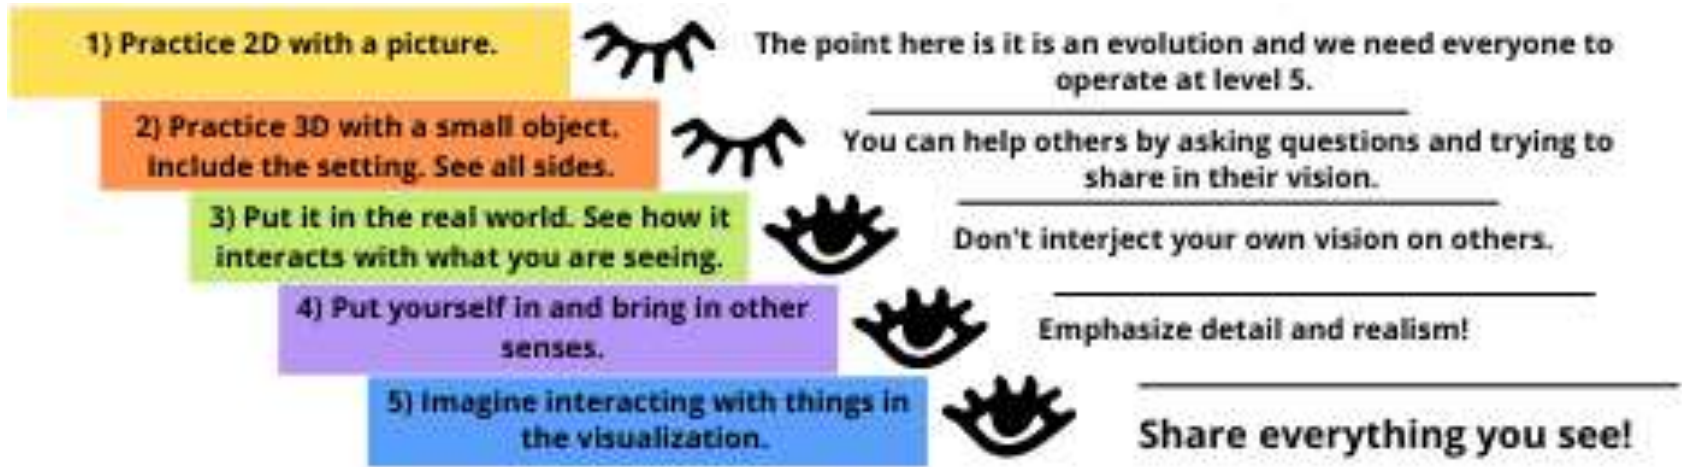 1) Practice 2D with a picture.
The point here is it is an evolution and we need everyone to
operate at level 5.
2) Practice 3D with a small object.
Include the setting. See all sides.
You can help others by asking questions and trying to
share in their vision.
3) Put it in the real world. See how it
interacts with what you are seeing.
Don't interject your own vision on others.
4) Put yourself in and bring in other
senses.
Emphasize detail and realism!
5) Imagine interacting with things in
the visualization.
Share everything you see!